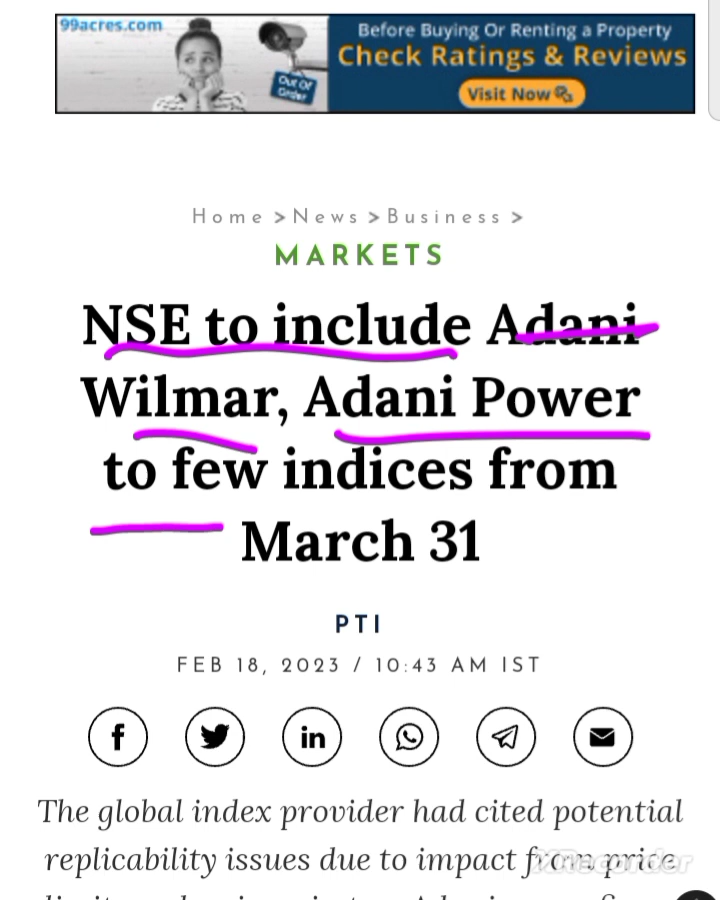 99acres.com
Out Of
Order
Before Buying Or Renting a Property
Check Ratings & Reviews
Visit Now
Home > News > Business >
MARKETS
NSE to include Adani
Wilmar, Adani Power
to few indices from
March 31
PTI
FEB 18, 2023 / 10:43 AM IST
f
in
The global index provider had cited potential
replicability issues due to impact from price